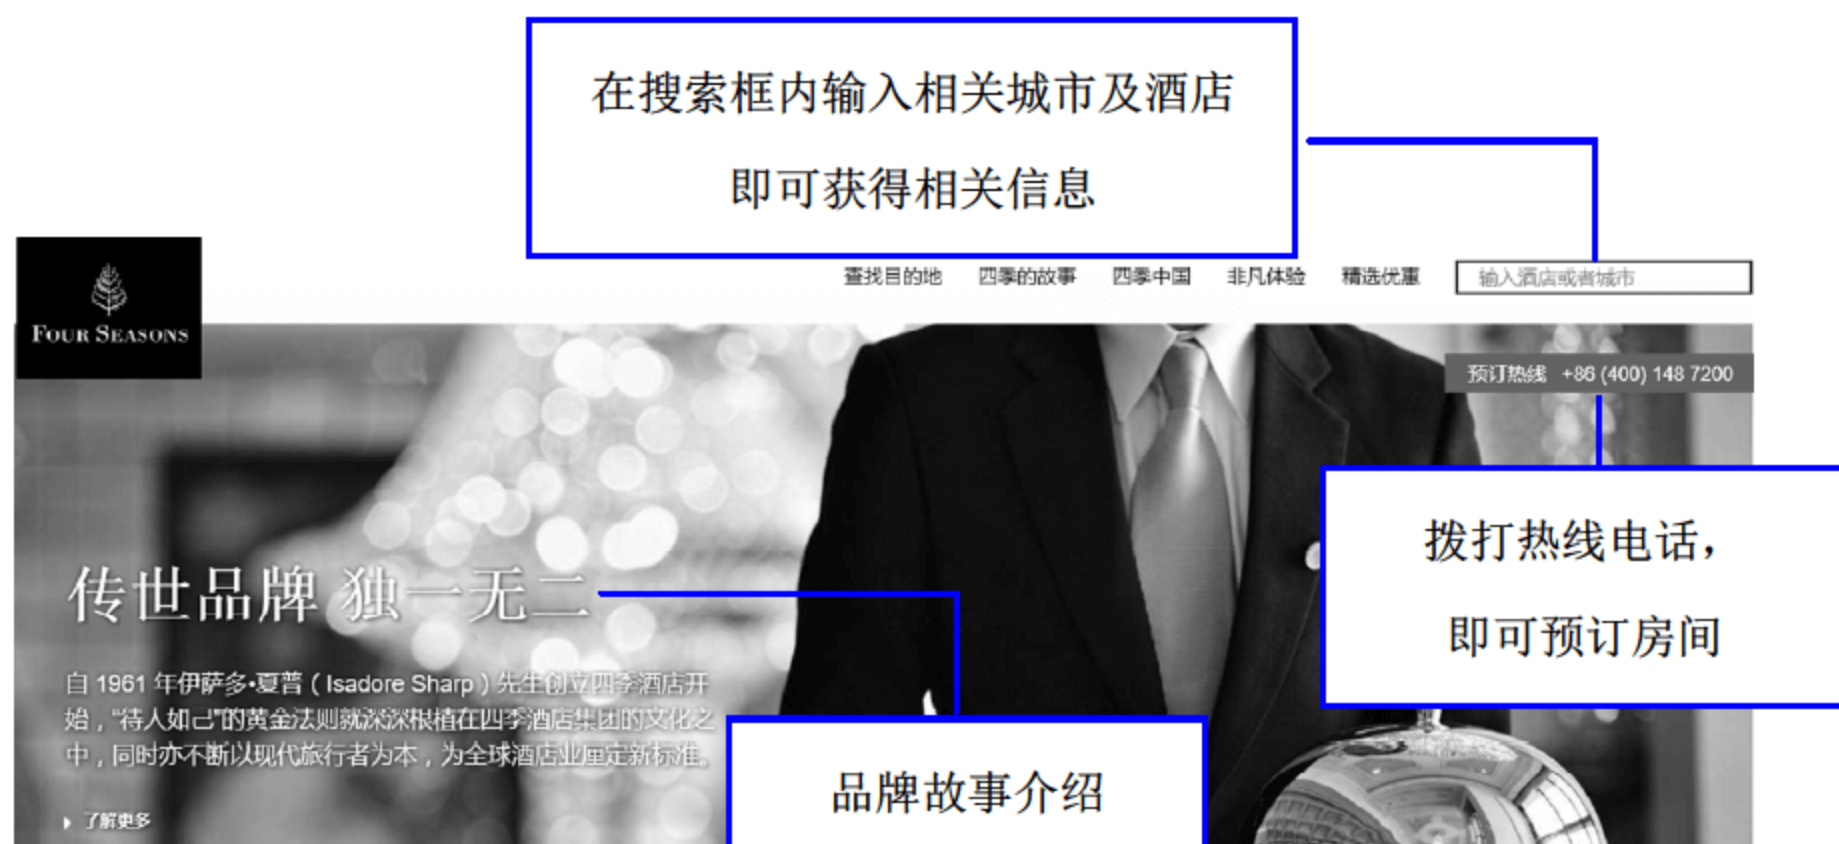 在搜索框内输入相关城市及酒店
即可获得相关信息
FOUR SEASONS
查找目的地 四季的故事 四季中国 非凡体验 精选优惠 输入酒店或者城市
预订热线 +86 (400) 148 7200
拨打热线电话，
即可预订房间
传世品牌 独一无二
自 1961 年伊萨多•夏普 ( Isadore Sharp ) 先生创立四季酒店开
始，“待人如己”的黄金法则就深深根植在四季酒店集团的文化之
中，同时亦不断以现代旅行者为本，为全球酒店业厘定新标准。
了解更多
品牌故事介绍